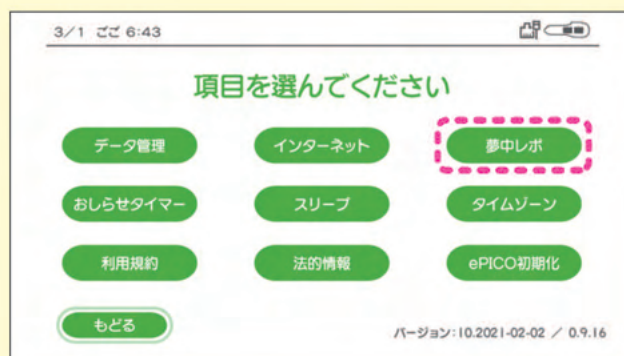 3/1 ごご 6:43
項目を選んでください
データ管理 インターネット 夢中レポ
おしらせタイマー スリープ タイムゾーン
利用規約 法的情報 ePICO初期化
もどる
バージョン:10.2021-02-02 / 0.9.16